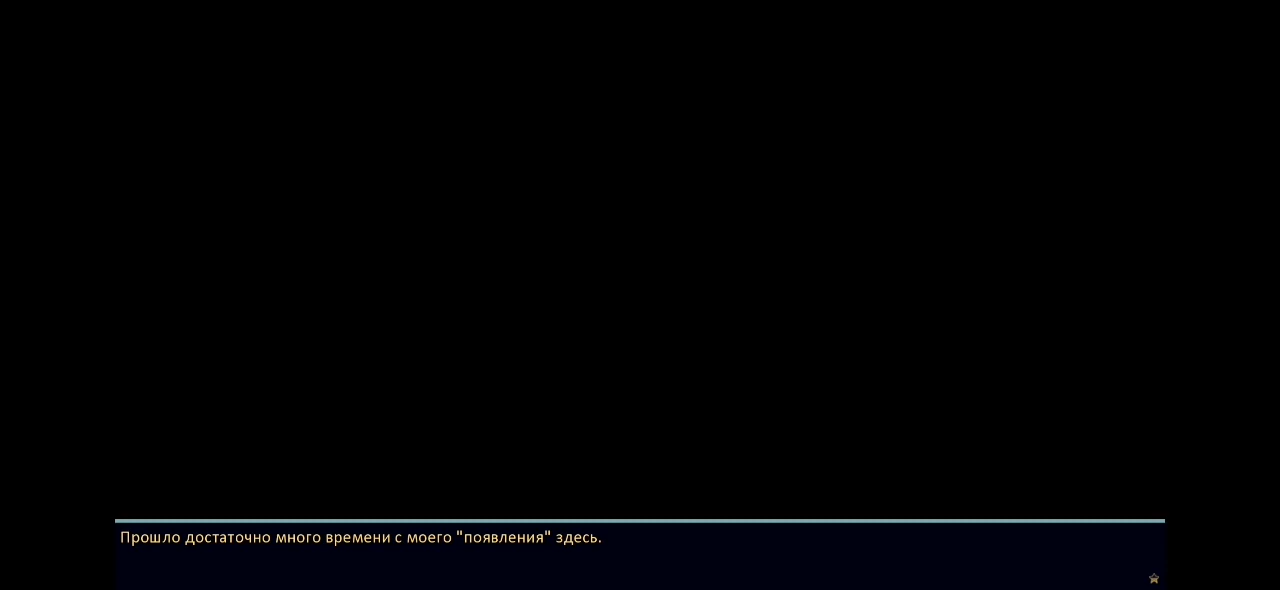 Прошло достаточно много времени с моего "появления" здесь.